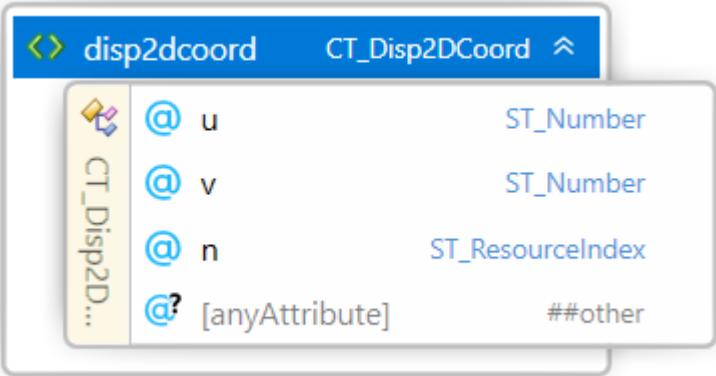 disp2dcoord CT_Disp2DCoord
CT_Disp2D...
@ u ST_Number
@ v ST_Number
@ n ST_ResourceIndex
@? [anyAttribute] ##other